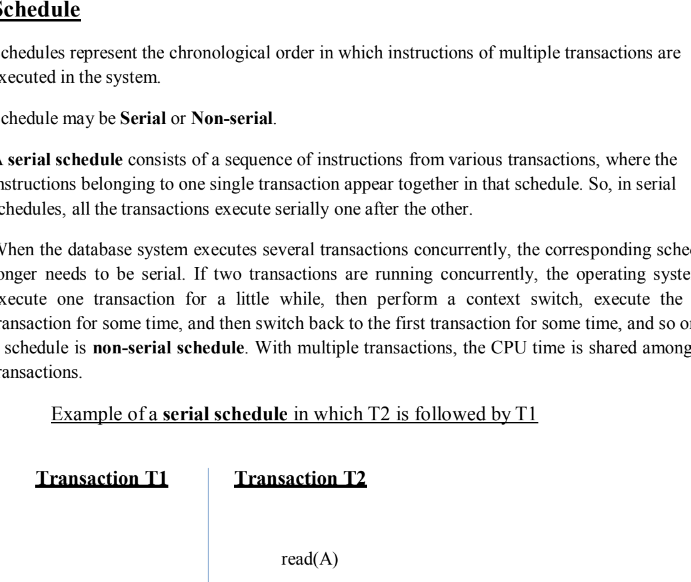 Schedule
chedules represent the chronological order in which instructions of multiple transactions are
xecuted in the system.
chedule may be Serial or Non-serial.
A serial schedule consists of a sequence of instructions from various transactions, where the
nstructions belonging to one single transaction appear together in that schedule. So, in serial
chedules, all the transactions execute serially one after the other.
When the database system executes several transactions concurrently, the corresponding sche
onger needs to be serial. If two transactions are running concurrently, the operating syste
xecute one transaction for a little while, then perform a context switch, execute the
ransaction for some time, and then switch back to the first transaction for some time, and so o
schedule is non-serial schedule. With multiple transactions, the CPU time is shared among
ransactions.
Example of a serial schedule in which T2 is followed by T1
Transaction T1 Transaction T2
read(A)